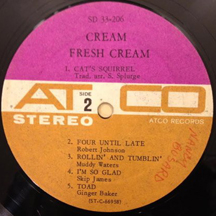 SD 33-206
CREAM
FRESH CREAM
1. CAT'S SQUIRREL
Trad. arr. S. Splurge
ATCO
SIDE 2
STEREO
ATCO RECORDS
2. FOUR UNTIL LATE
Robert Johnson
3. ROLLIN' AND TUMBLIN'
Muddy Waters
4. I'M SO GLAD
Skip James
5. TOAD
Ginger Baker
(ST-C-66938)